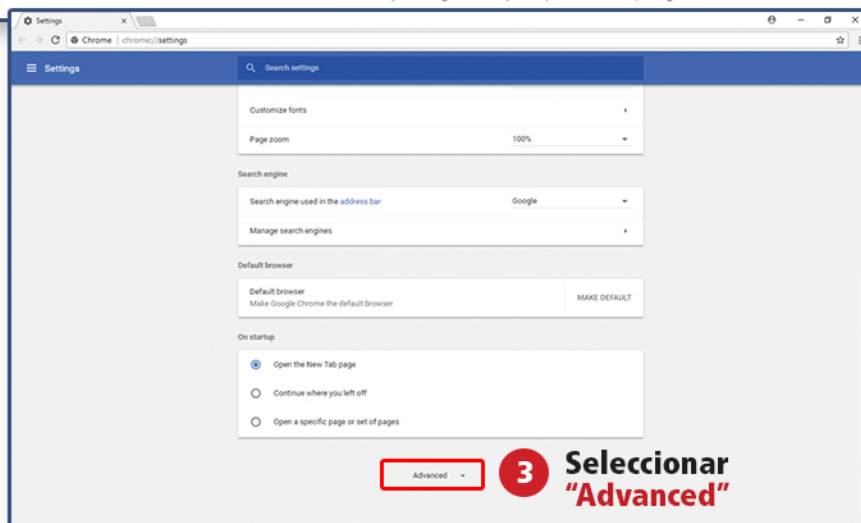 Settings
Chrome | chrome://settings
Settings
Search settings
Customize fonts
Page zoom 100%
Search engine
Search engine used in the address bar Google
Manage search engines
Default browser
Default browser
Make Google Chrome the default browser
MAKE DEFAULT
On startup
Open the New Tab page
Continue where you left off
Open a specific page or set of pages
Advanced
3 Seleccionar
"Advanced"